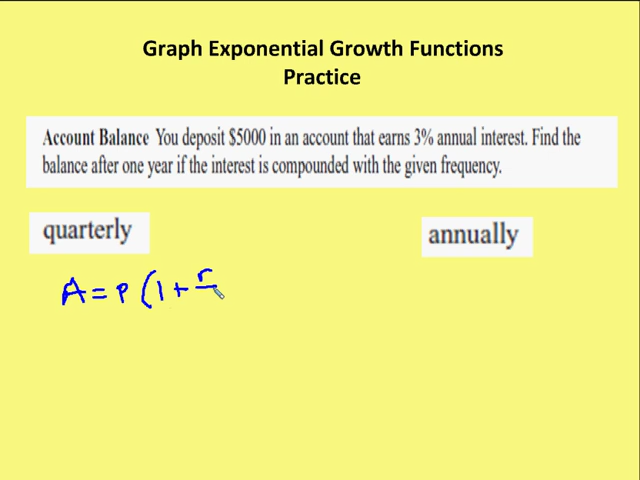 Graph Exponential Growth Functions
Practice
Account Balance You deposit $5000 in an account that earns 3% annual interest. Find the
balance after one year if the interest is compounded with the given frequency.
quarterly
annually
A = P (1 + r